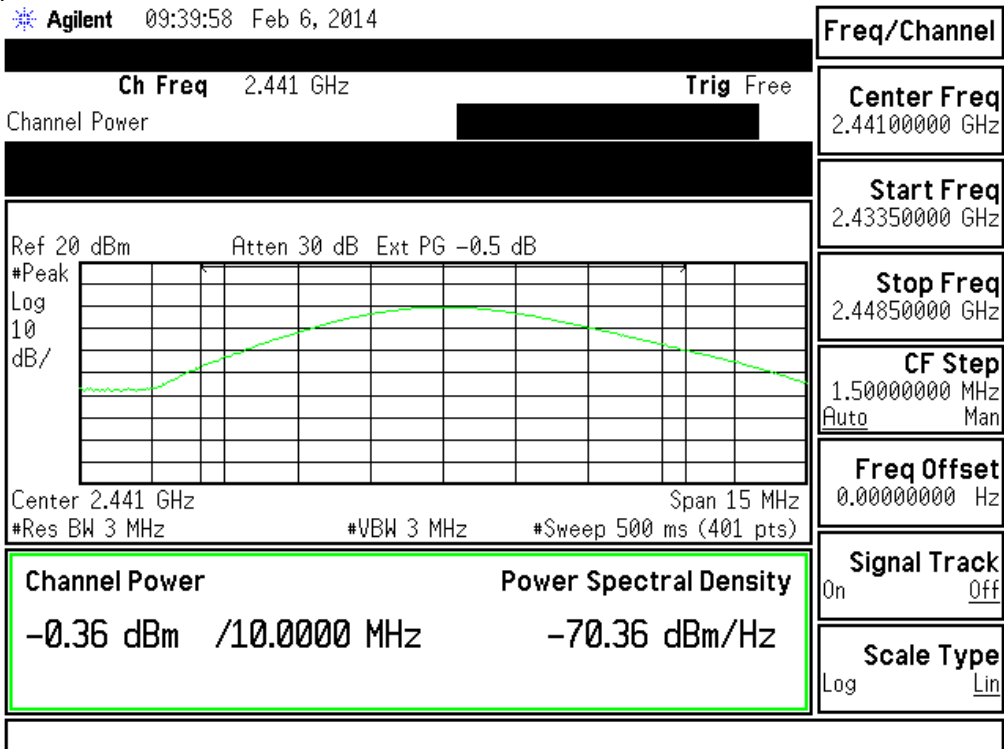 Agilent 09:39:58 Feb 6, 2014
Ch Freq 2.441 GHz Trig Free
Channel Power
Ref 20 dBm Atten 30 dB Ext PG -0.5 dB
#Peak
Log
10
dB/
Center 2.441 GHz Span 15 MHz
#Res BW 3 MHz #VBW 3 MHz #Sweep 500 ms (401 pts)
Channel Power Power Spectral Density
-0.36 dBm /10.0000 MHz -70.36 dBm/Hz
Freq/Channel
Center Freq
2.44100000 GHz
Start Freq
2.43350000 GHz
Stop Freq
2.44850000 GHz
CF Step
1.50000000 MHz
Auto Man
Freq Offset
0.00000000 Hz
Signal Track
On Off
Scale Type
Log Lin